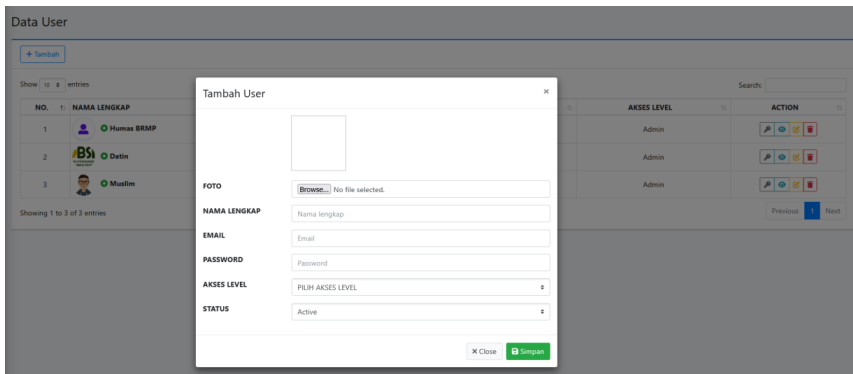 Data User
+ Tambah
Show 10 entries
Search:
NO. NAMA LENGKAP AKSES LEVEL ACTION
1 Humas BRMP Admin
2 Datin Admin
3 Muslim Admin
Showing 1 to 3 of 3 entries
Previous 1 Next
Tambah User ×
FOTO Browse... No file selected.
NAMA LENGKAP Nama lengkap
EMAIL Email
PASSWORD Password
AKSES LEVEL PILIH AKSES LEVEL
STATUS Active
× Close Simpan